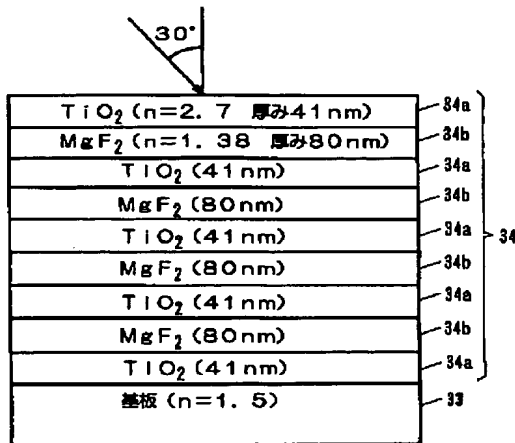 30°
TiO2 (n=2. 7 厚み41nm) 34a
MgF2 (n=1. 38 厚み80nm) 34b
TiO2 (41nm) 34a
MgF2 (80nm) 34b
TiO2 (41nm) 34a
34
MgF2 (80nm) 34b
TiO2 (41nm) 34a
MgF2 (80nm) 34b
TiO2 (41nm) 34a
基板 (n=1. 5) 33